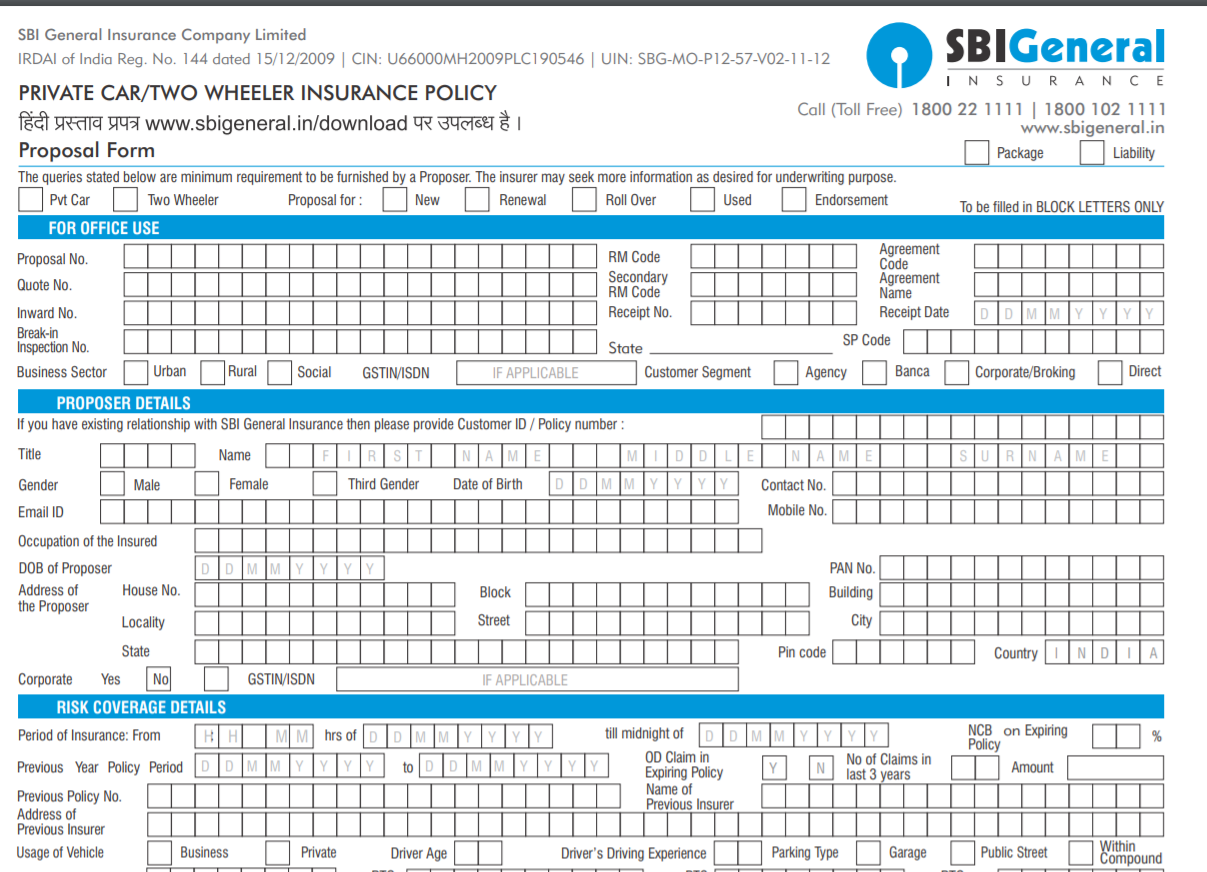 SBI General Insurance Company Limited
IRDAI of India Reg. No. 144 dated 15/12/2009 | CIN: U66000MH2009PLC190546 | UIN: SBG-MO-P12-57-V02-11-12
SBIGeneral
INSURANCE
PRIVATE CAR/TWO WHEELER INSURANCE POLICY
Call (Toll Free) 1800 22 1111 | 1800 102 1111
हिंदी प्रस्ताव प्रपत्र www.sbigeneral.in/download पर उपलब्ध है।
www.sbigeneral.in
Proposal Form
Package Liability
The queries stated below are minimum requirement to be furnished by a Proposer. The insurer may seek more information as desired for underwriting purpose.
Pvt Car Two Wheeler Proposal for : New Renewal Roll Over Used Endorsement
To be filled in BLOCK LETTERS ONLY
FOR OFFICE USE
Proposal No. RM Code Agreement Code
Quote No. Secondary RM Code Agreement Name
Inward No. Receipt No. Receipt Date D D M M Y Y Y Y
Break-in Inspection No. State SP Code
Business Sector Urban Rural Social GSTIN/ISDN IF APPLICABLE Customer Segment Agency Banca Corporate/Broking Direct
PROPOSER DETAILS
If you have existing relationship with SBI General Insurance then please provide Customer ID / Policy number :
Title Name F I R S T N A M E M I D D L E N A M E S U R N A M E
Gender Male Female Third Gender Date of Birth D D M M Y Y Y Y Contact No.
Email ID Mobile No.
Occupation of the Insured
DOB of Proposer D D M M Y Y Y Y PAN No.
Address of the Proposer House No. Block Building
Locality Street City
State Pin code Country I N D I A
Corporate Yes No GSTIN/ISDN IF APPLICABLE
RISK COVERAGE DETAILS
Period of Insurance: From H H : M M hrs of D D M M Y Y Y Y till midnight of D D M M Y Y Y Y NCB on Expiring Policy %
Previous Year Policy Period D D M M Y Y Y Y to D D M M Y Y Y Y OD Claim in Expiring Policy Y N No of Claims in last 3 years Amount
Previous Policy No. Name of Previous Insurer
Address of Previous Insurer
Usage of Vehicle Business Private Driver Age Driver's Driving Experience Parking Type Garage Public Street Within Compound